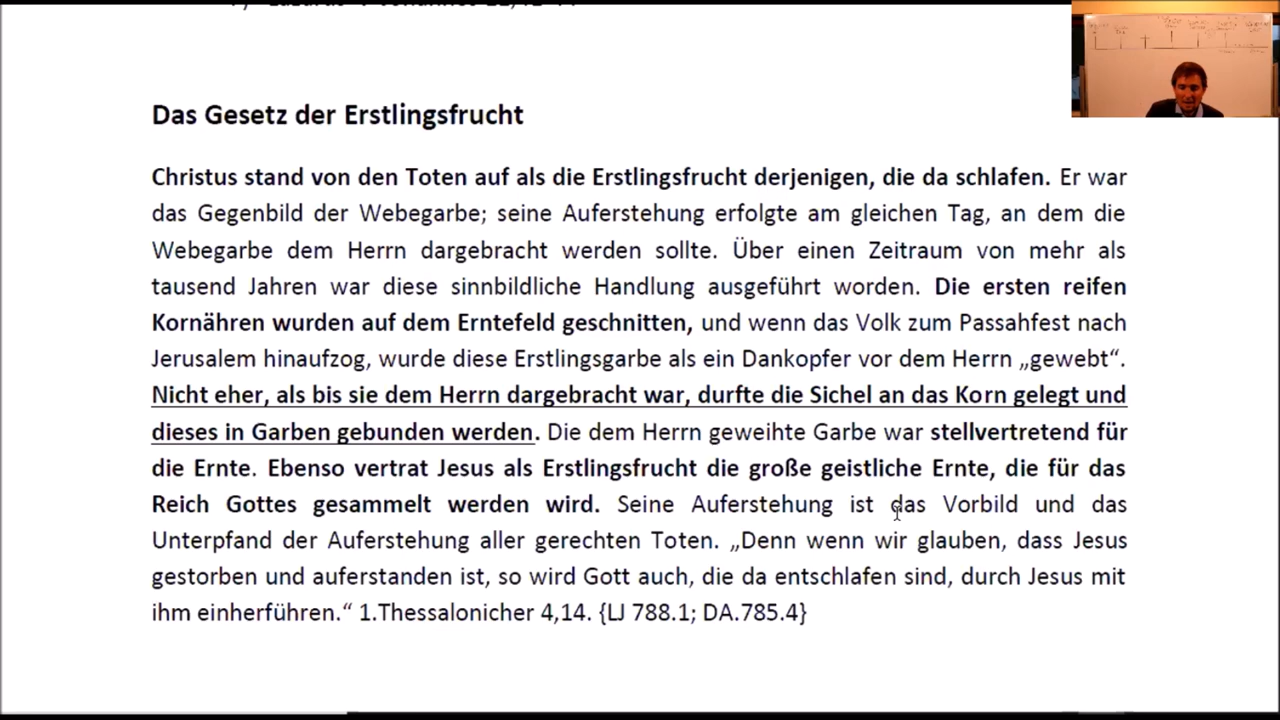 Das Gesetz der Erstlingsfrucht
Christus stand von den Toten auf als die Erstlingsfrucht derjenigen, die da schlafen. Er war
das Gegenbild der Webegarbe; seine Auferstehung erfolgte am gleichen Tag, an dem die
Webegarbe dem Herrn dargebracht werden sollte. Über einen Zeitraum von mehr als
tausend Jahren war diese sinnbildliche Handlung ausgeführt worden. Die ersten reifen
Kornähren wurden auf dem Erntefeld geschnitten, und wenn das Volk zum Passahfest nach
Jerusalem hinaufzog, wurde diese Erstlingsgarbe als ein Dankopfer vor dem Herrn „gewebt“.
Nicht eher, als bis sie dem Herrn dargebracht war, durfte die Sichel an das Korn gelegt und
dieses in Garben gebunden werden. Die dem Herrn geweihte Garbe war stellvertretend für
die Ernte. Ebenso vertrat Jesus als Erstlingsfrucht die große geistliche Ernte, die für das
Reich Gottes gesammelt werden wird. Seine Auferstehung ist das Vorbild und das
Unterpfand der Auferstehung aller gerechten Toten. „Denn wenn wir glauben, dass Jesus
gestorben und auferstanden ist, so wird Gott auch, die da entschlafen sind, durch Jesus mit
ihm einherführen.“ 1.Thessalonicher 4,14. {LJ 788.1; DA.785.4}